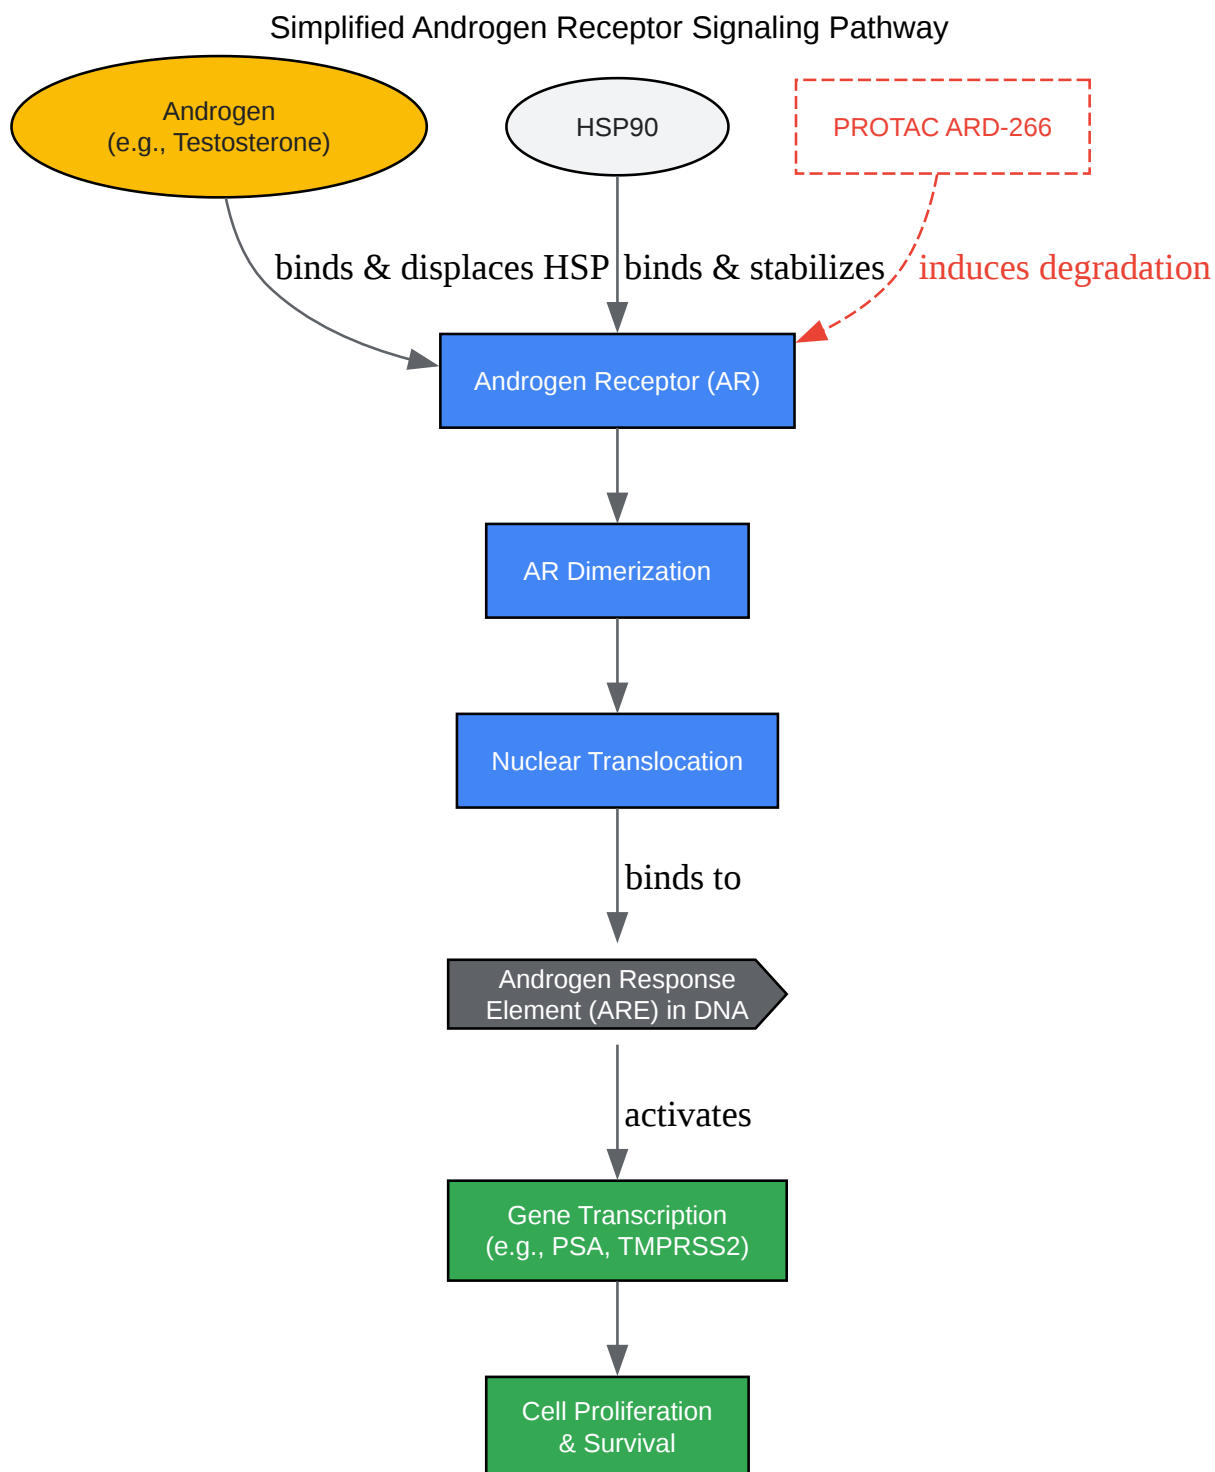 Simplified Androgen Receptor Signaling Pathway
Androgen
(e.g., Testosterone)
HSP90
PROTAC ARD-266
binds & displaces HSP
binds & stabilizes
induces degradation
Androgen Receptor (AR)
AR Dimerization
Nuclear Translocation
binds to
Androgen Response
Element (ARE) in DNA
activates
Gene Transcription
(e.g., PSA, TMPRSS2)
Cell Proliferation
& Survival